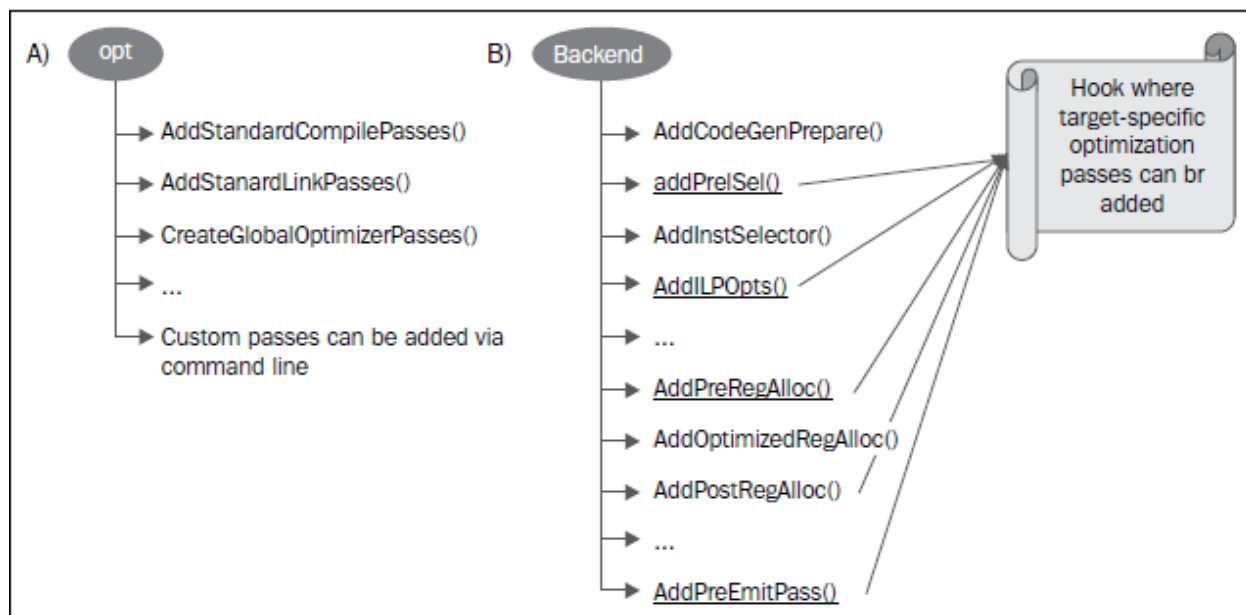 A) opt
AddStandardCompilePasses()
AddStanardLinkPasses()
CreateGlobalOptimizerPasses()
...
Custom passes can be added via
command line
B) Backend
AddCodeGenPrepare()
addPreISel()
AddInstSelector()
AddILPOpts()
...
AddPreRegAlloc()
AddOptimizedRegAlloc()
AddPostRegAlloc()
...
AddPreEmitPass()
Hook where
target-specific
optimization
passes can br
added